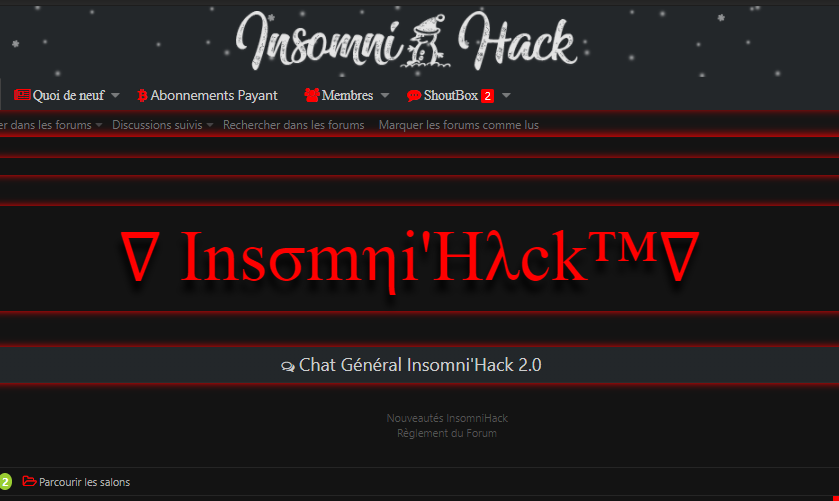 Insomni Hack
Quoi de neuf Abonnements Payant Membres ShoutBox 2
er dans les forums Discussions suivis Rechercher dans les forums Marquer les forums comme lus
∇ Insσmηi'Hλck™∇
Chat Général Insomni'Hack 2.0
Nouveautés InsomniHack
Règlement du Forum
2 Parcourir les salons